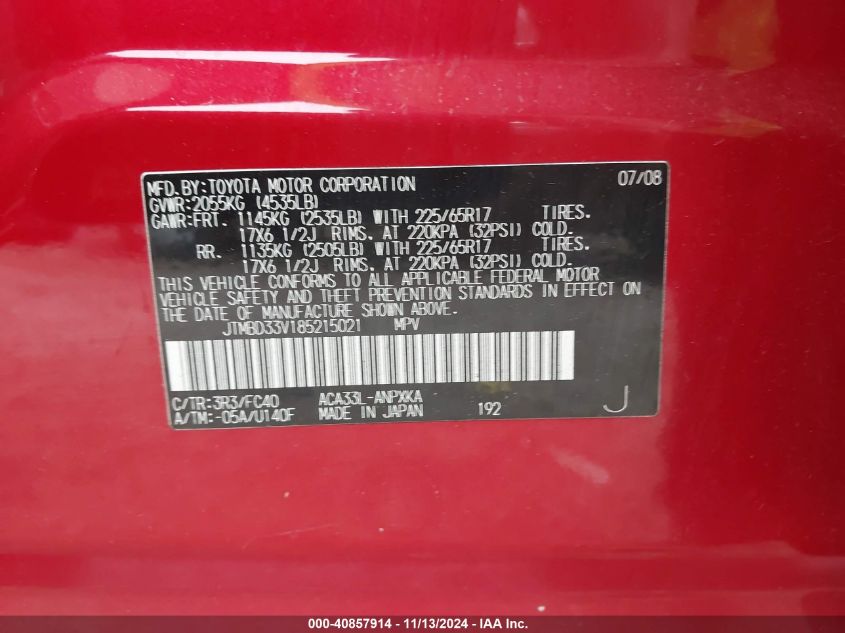 MFD. BY: TOYOTA MOTOR CORPORATION 07/08
GVWR: 2055KG (4535LB)
GAWR: FRT. 1145KG (2535LB) WITH 225/65R17 TIRES.
17X6 1/2J RIMS. AT 220KPA (32PSI) COLD.
RR. 1135KG (2505LB) WITH 225/65R17 TIRES.
17X6 1/2J RIMS. AT 220KPA (32PSI) COLD.
THIS VEHICLE CONFORMS TO ALL APPLICABLE FEDERAL MOTOR
VEHICLE SAFETY AND THEFT PREVENTION STANDARDS IN EFFECT ON
THE DATE OF MANUFACTURE SHOWN ABOVE.
JTMBD33V185215021 MPV
C/TR: 3R3/FC40 ACA33L-ANPXKA
A/TM: -05A/U140F MADE IN JAPAN 192 J
000-40857914 - 11/13/2024 - IAA, Inc.